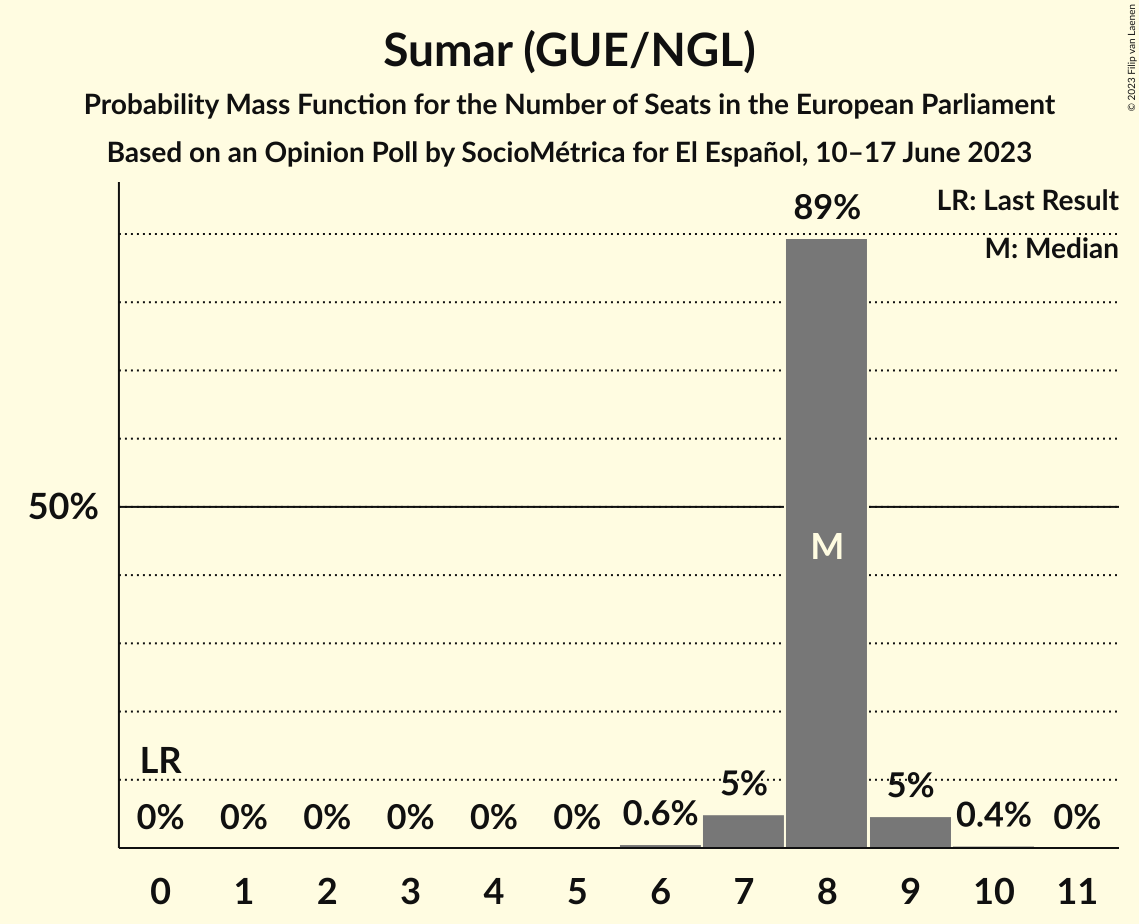 Sumar (GUE/NGL)
Probability Mass Function for the Number of Seats in the European Parliament
Based on an Opinion Poll by SocioMétrica for El Español, 10–17 June 2023
© 2023 Filip van Laenen
LR: Last Result
M: Median
89%
50%
M
LR
0% 0% 0% 0% 0% 0% 0.6% 5% 5% 0.4% 0%
0 1 2 3 4 5 6 7 8 9 10 11